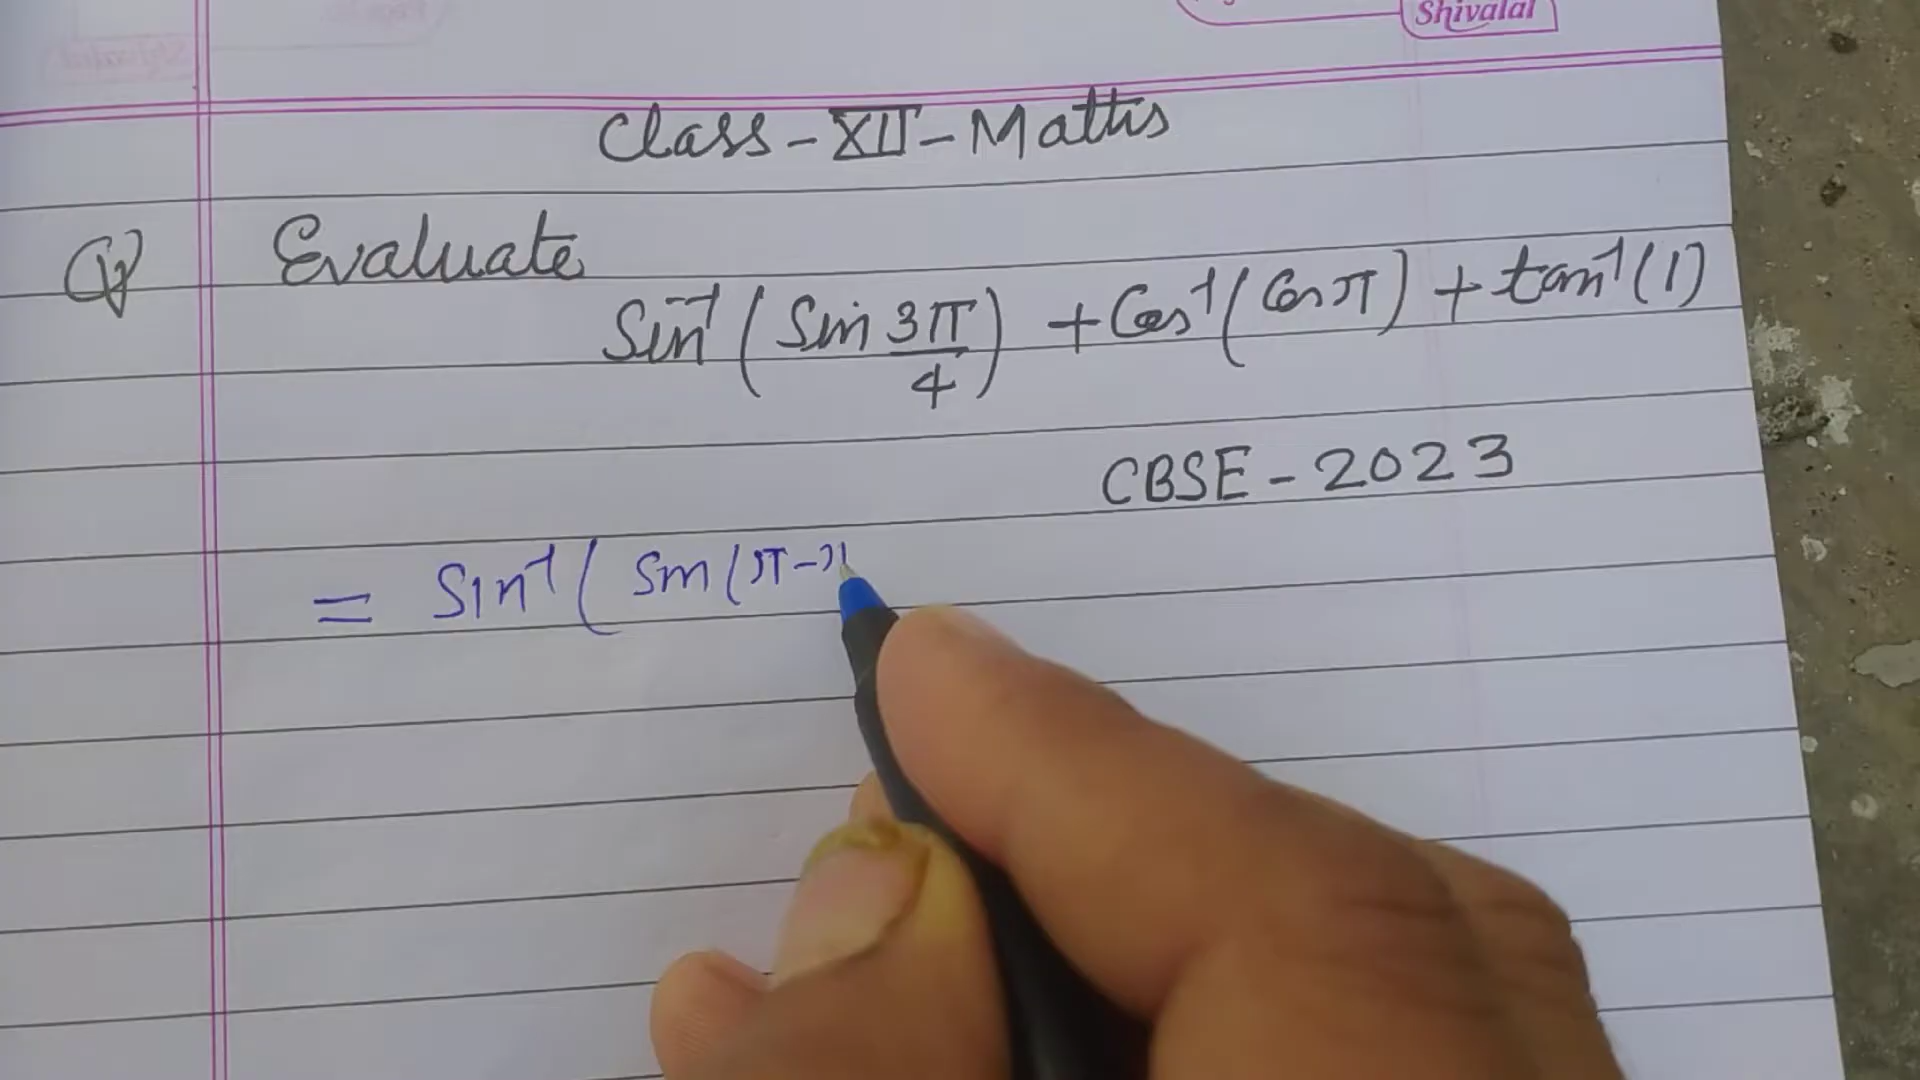 Shivalal
Class-XII-Maths
Q) Evaluate
Sin⁻¹(Sin 3π/4) + Cos⁻¹(Cos π) + tan⁻¹(1)
CBSE - 2023
= Sin⁻¹( Sin (π-π